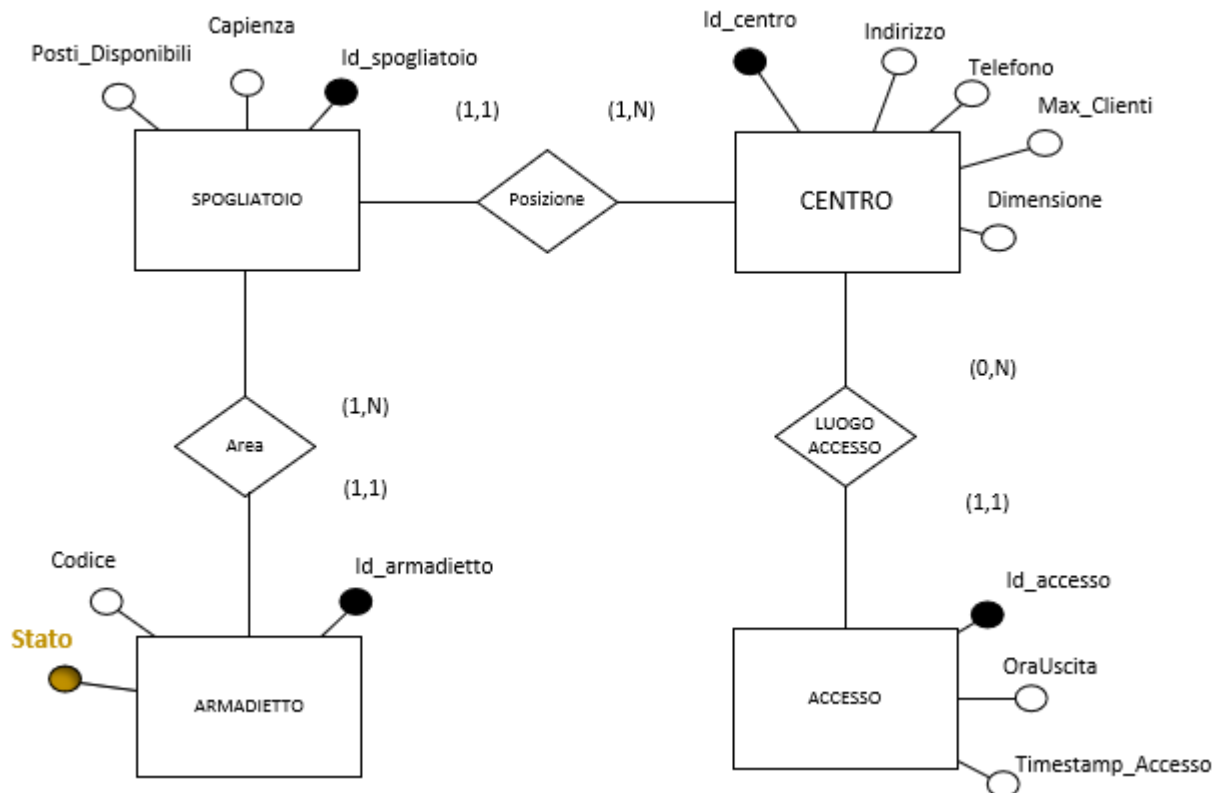 Capienza
Posti_Disponibili
Id_spogliatoio
Id_centro
Indirizzo
Telefono
Max_Clienti
(1,1)
(1,N)
SPOGLIATOIO
Posizione
CENTRO
Dimensione
(0,N)
(1,N)
Area
LUOGO
ACCESSO
(1,1)
(1,1)
Codice
Id_armadietto
Stato
ARMADIETTO
Id_accesso
OraUscita
ACCESSO
Timestamp_Accesso